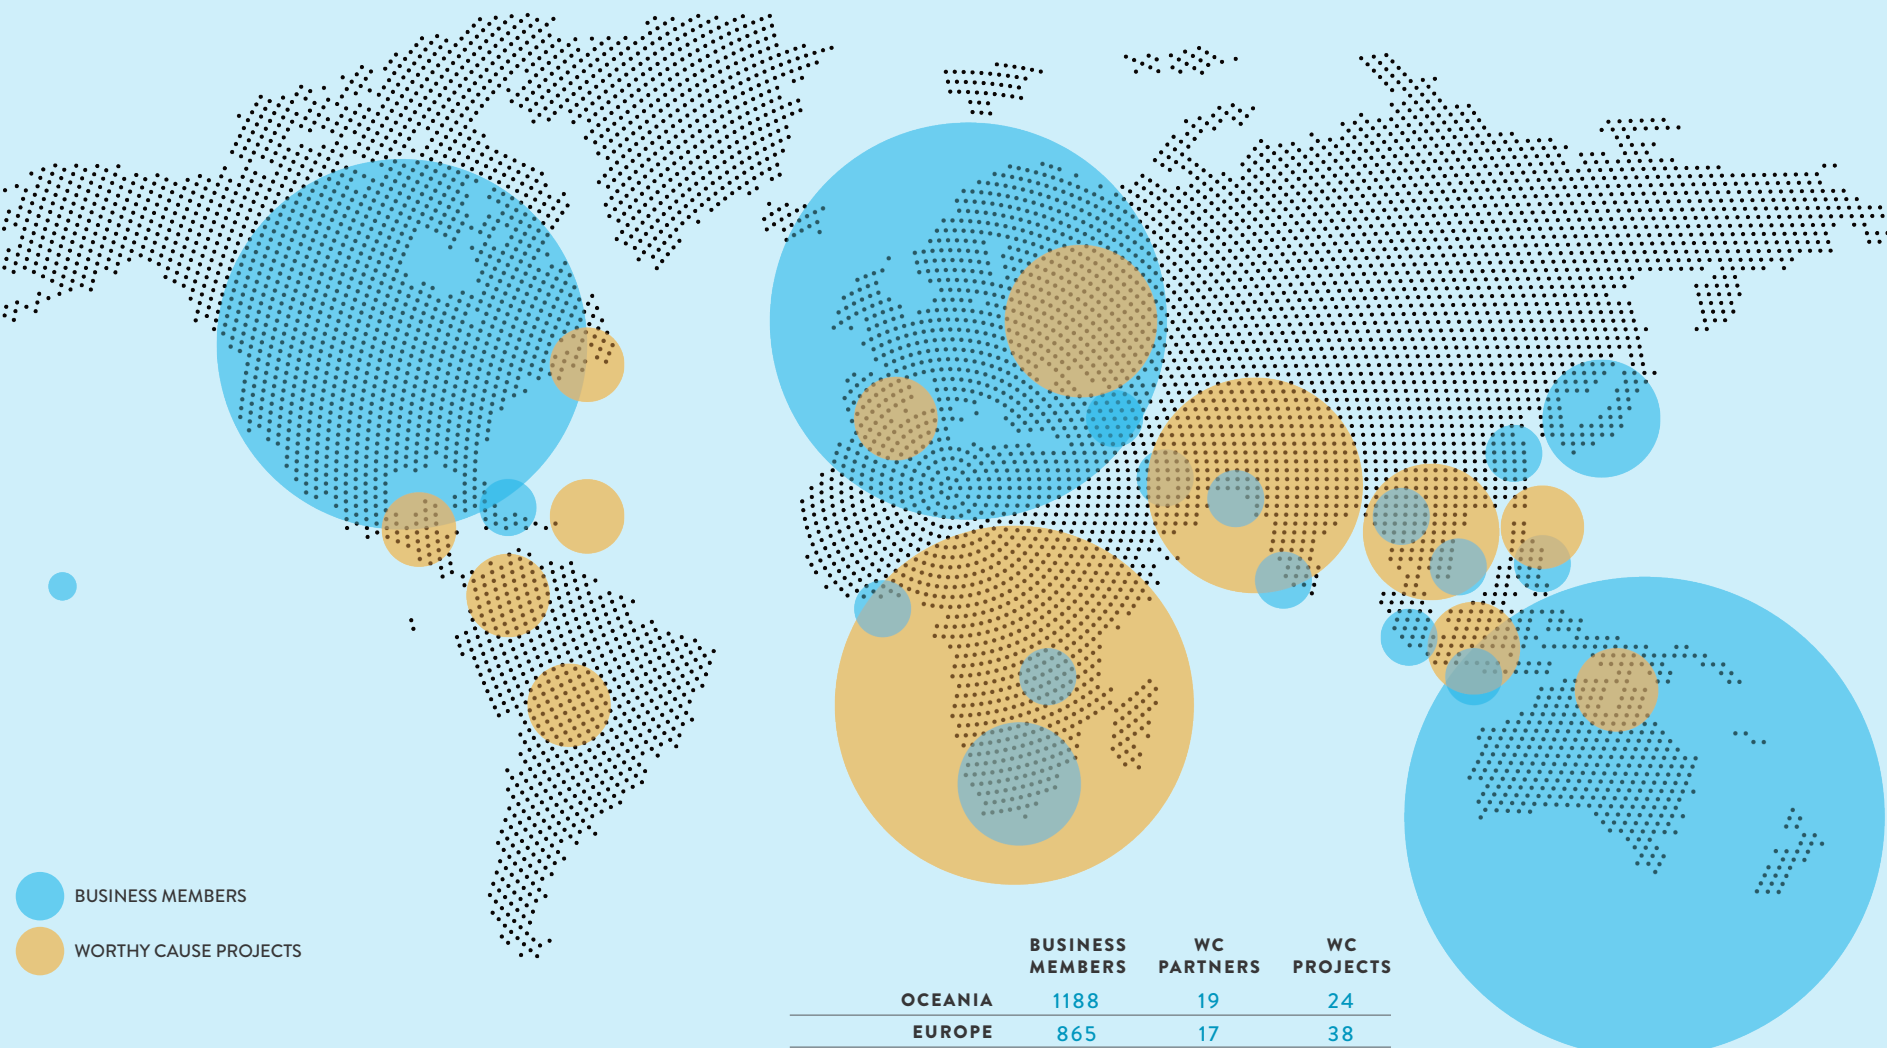 BUSINESS MEMBERS
WORTHY CAUSE PROJECTS
BUSINESS MEMBERS WC PARTNERS WC PROJECTS
OCEANIA 1188 19 24
EUROPE 865 17 38